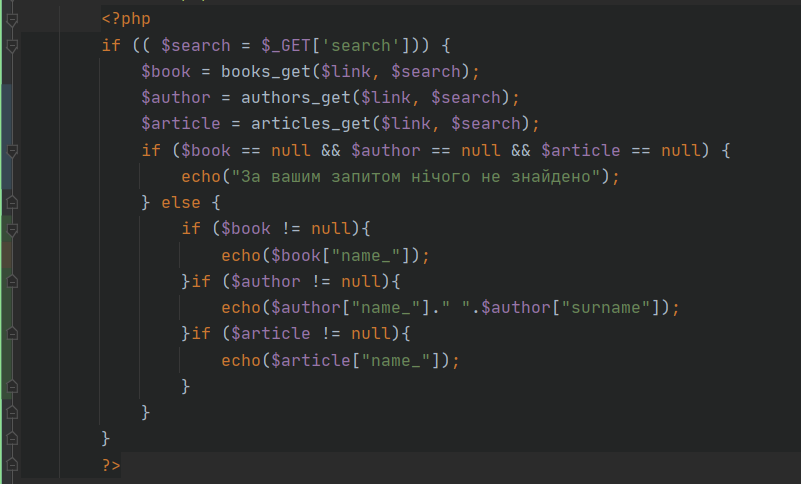 <?php
if (( $search = $_GET['search'])) {
    $book = books_get($link, $search);
    $author = authors_get($link, $search);
    $article = articles_get($link, $search);
    if ($book == null && $author == null && $article == null) {
        echo("За вашим запитом нічого не знайдено");
    } else {
        if ($book != null){
            echo($book["name_"]);
        }if ($author != null){
            echo($author["name_"]." ".$author["surname"]);
        }if ($article != null){
            echo($article["name_"]);
        }
    }
}
?>